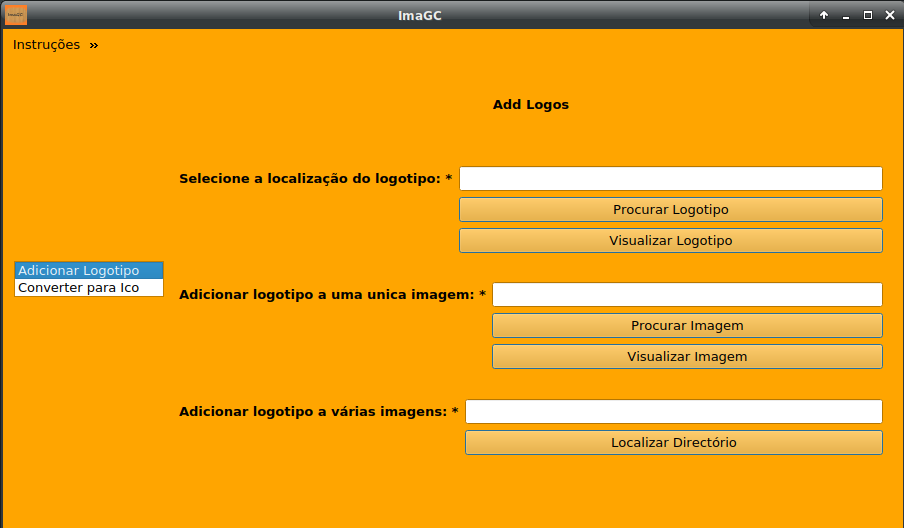 ImaGC
Instruções »
Add Logos
Selecione a localização do logotipo: *
Procurar Logotipo
Visualizar Logotipo
Adicionar Logotipo
Converter para Ico
Adicionar logotipo a uma unica imagem: *
Procurar Imagem
Visualizar Imagem
Adicionar logotipo a várias imagens: *
Localizar Directório